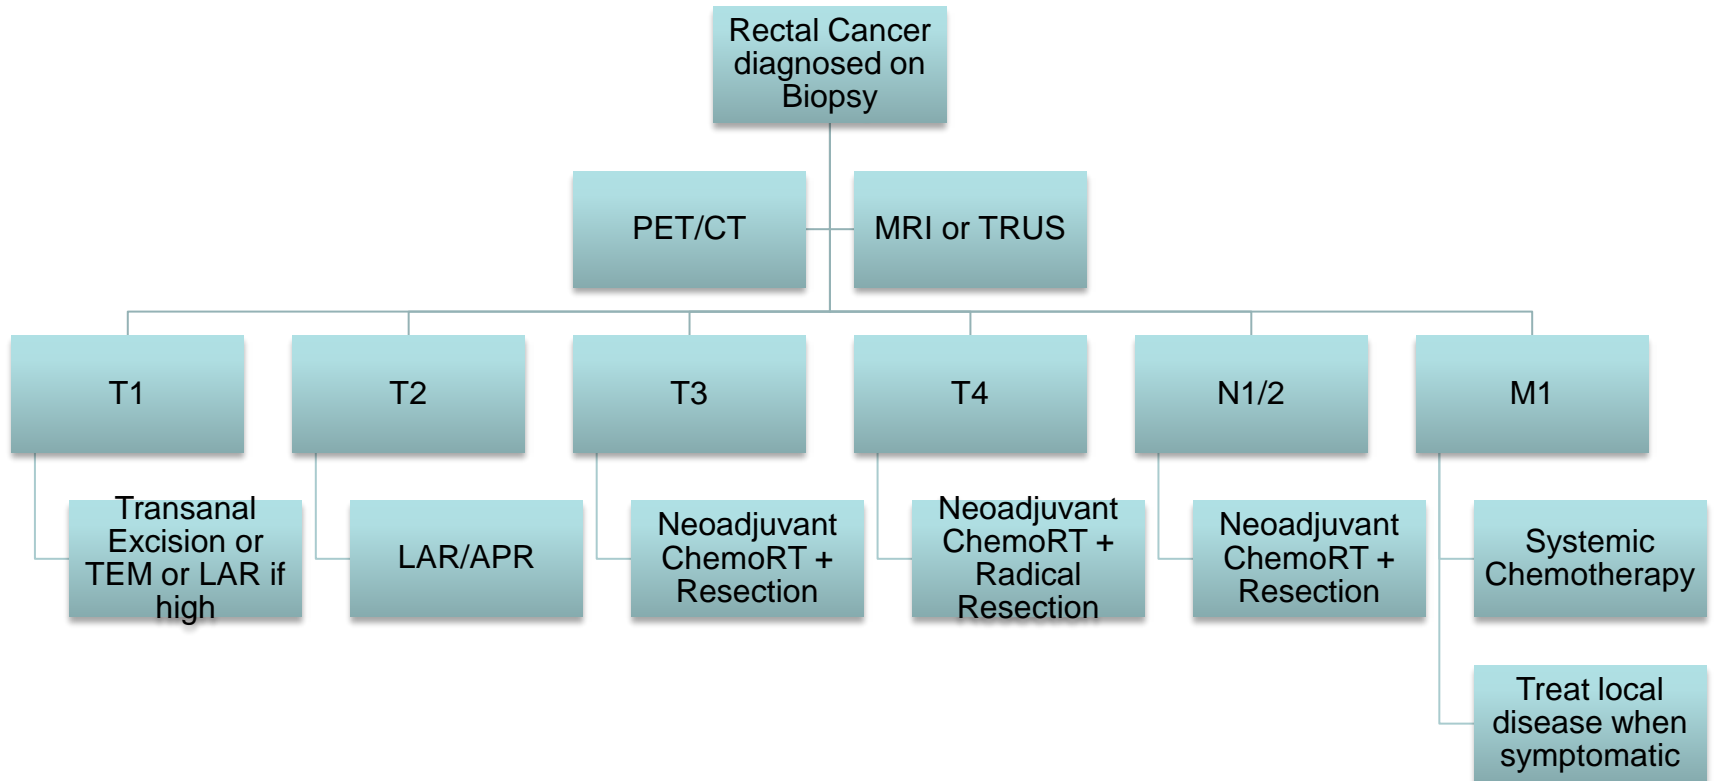 Rectal Cancer
diagnosed on
Biopsy
PET/CT
MRI or TRUS
T1
T2
T3
T4
N1/2
M1
Transanal
Excision or
TEM or LAR if
high
LAR/APR
Neoadjuvant
ChemoRT +
Resection
Neoadjuvant
ChemoRT +
Radical
Resection
Neoadjuvant
ChemoRT +
Resection
Systemic
Chemotherapy
Treat local
disease when
symptomatic